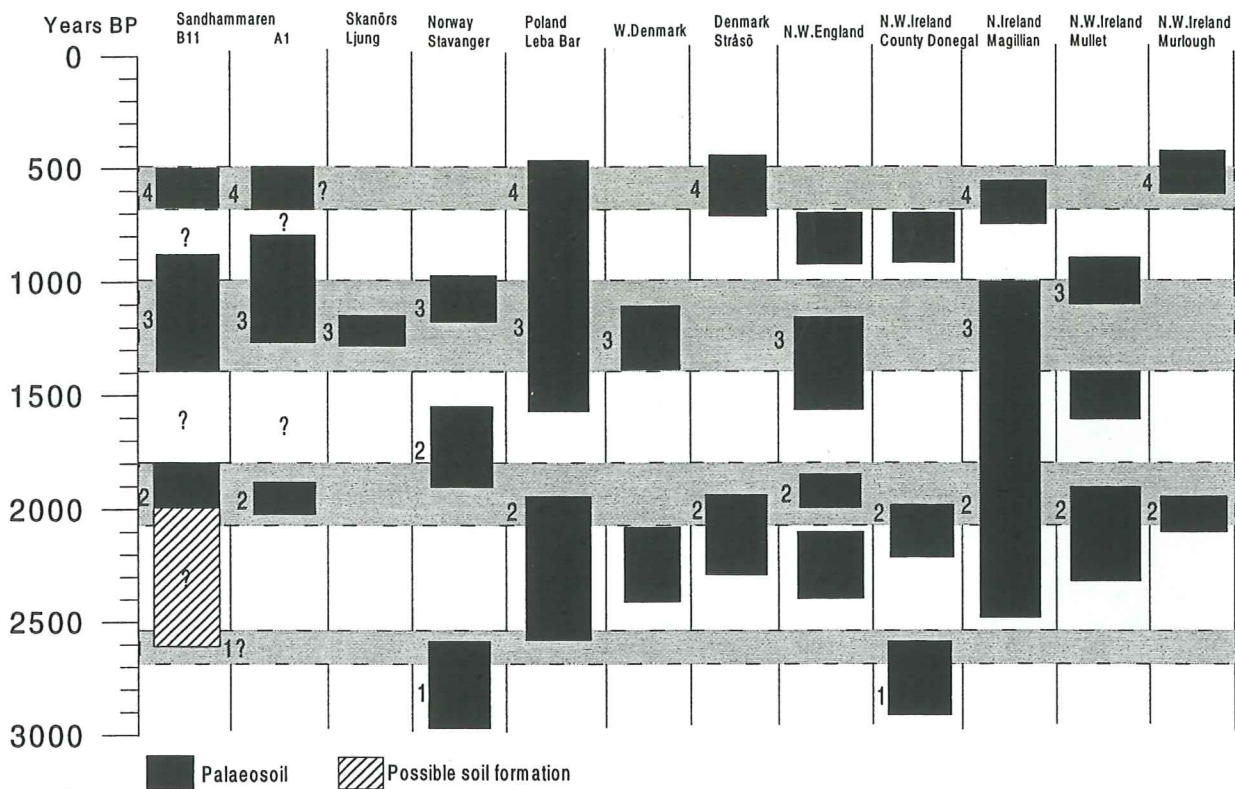 Years BP
Sandhammaren
B11 A1
Skanörs
Ljung
Norway
Stavanger
Poland
Leba Bar
W.Denmark
Denmark
Stråsö
N.W.England
N.W.Ireland
County Donegal
N.Ireland
Magillian
N.W.Ireland
Mullet
N.W.Ireland
Murlough
0
500
4 4 ? 4 4 4 4
? ?
1000
3 3 3 3 3 3 3 3 3
1500
? ? 2
2000
2 2 2 2 2 2 2 2 2
?
2500
1?
1 1
3000
Palaeosoil
Possible soil formation